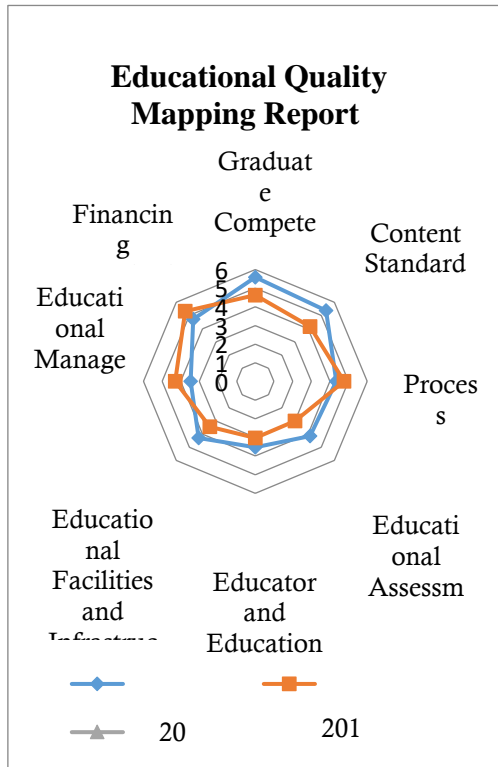 Educational Quality
Mapping Report
Graduat
e
Compete
Financin
g
Content
Standard
Educati
onal
Manage
6
5
4
3
2
1
0
Proces
s
Educatio
nal
Facilities
and
Infrastruc
Educator
and
Education
Educati
onal
Assessm
20
201